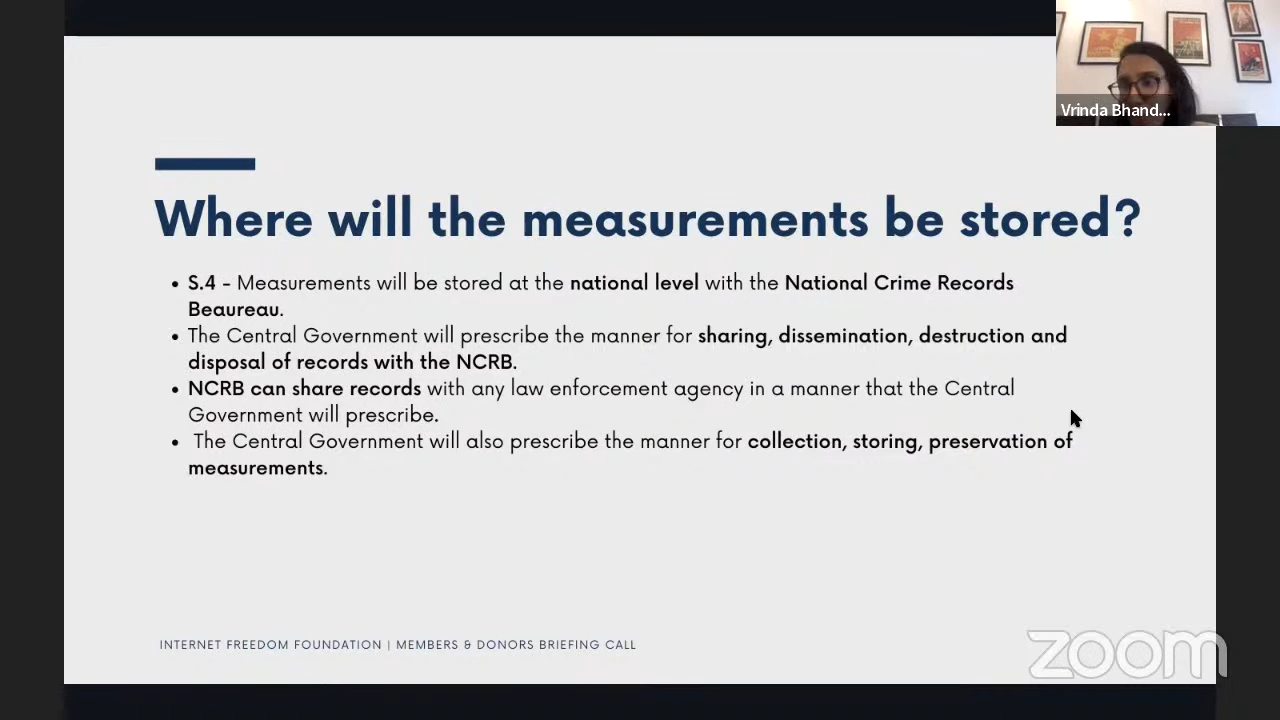 Vrinda Bhand...
Where will the measurements be stored?
• S.4 - Measurements will be stored at the national level with the National Crime Records
Beaureau.
• The Central Government will prescribe the manner for sharing, dissemination, destruction and
disposal of records with the NCRB.
• NCRB can share records with any law enforcement agency in a manner that the Central
Government will prescribe.
• The Central Government will also prescribe the manner for collection, storing, preservation of
measurements.
INTERNET FREEDOM FOUNDATION | MEMBERS & DONORS BRIEFING CALL
zoom